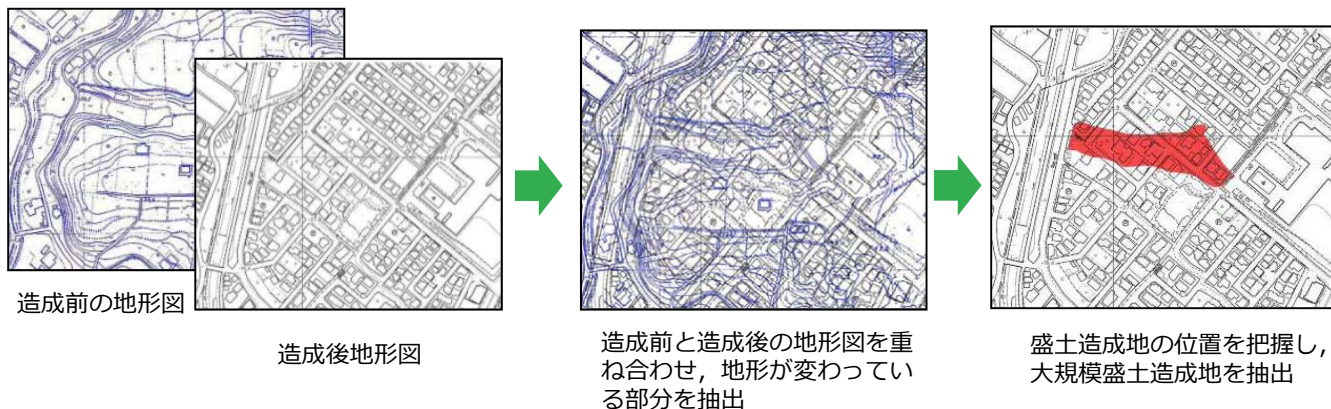 造成前の地形図
造成後地形図
造成前と造成後の地形図を重
ね合わせ，地形が変わってい
る部分を抽出
盛土造成地の位置を把握し，
大規模盛土造成地を抽出